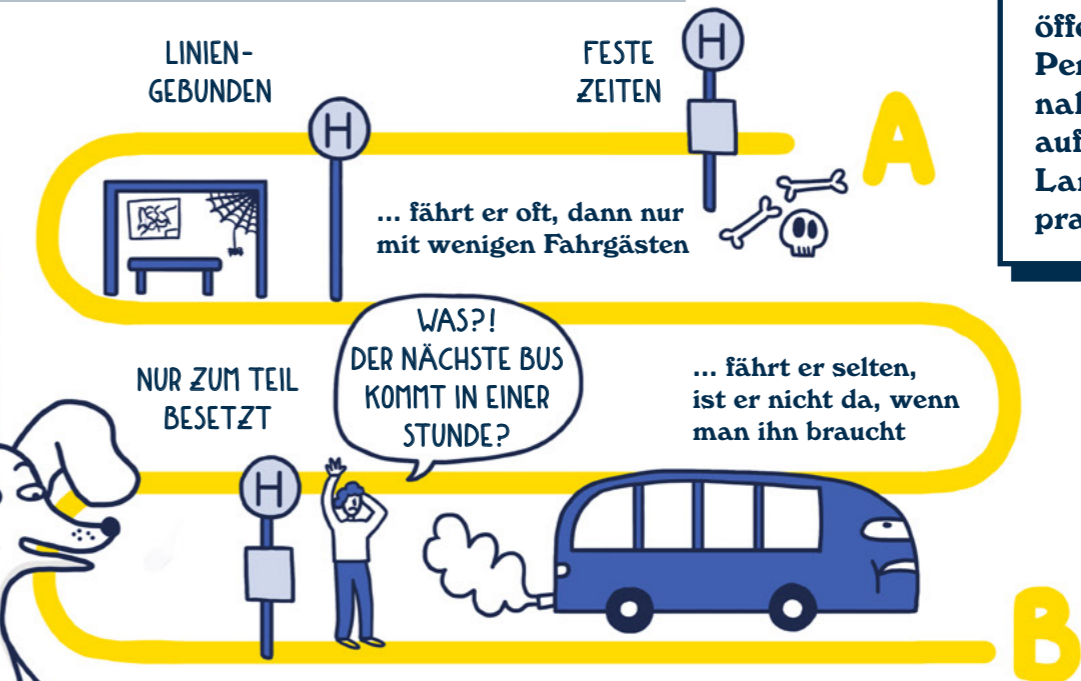 LINIEN-
GEBUNDEN
FESTE
ZEITEN
H
H
A
... fährt er oft, dann nur
mit wenigen Fahrgästen
WAS?!
DER NÄCHSTE BUS
KOMMT IN EINER
STUNDE?
NUR ZUM TEIL
BESETZT
... fährt er selten,
ist er nicht da, wenn
man ihn braucht
H
B